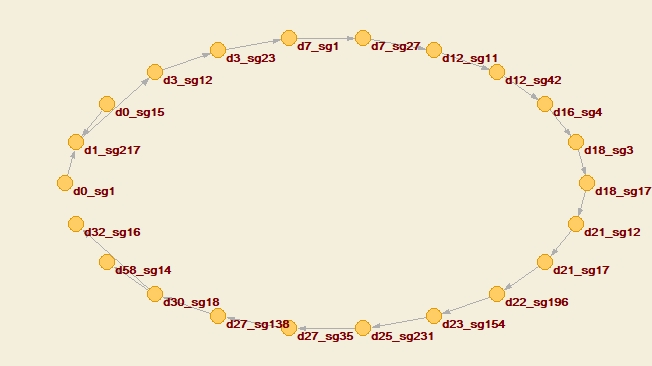 d7_sg1
d7_sg27
d3_sg23
d12_sg11
d3_sg12
d12_sg42
d0_sg15
d16_sg4
d1_sg217
d18_sg3
d0_sg1
d18_sg17
d32_sg16
d21_sg12
d58_sg14
d21_sg17
d30_sg18
d22_sg196
d27_sg138
d23_sg154
d27_sg35
d25_sg231